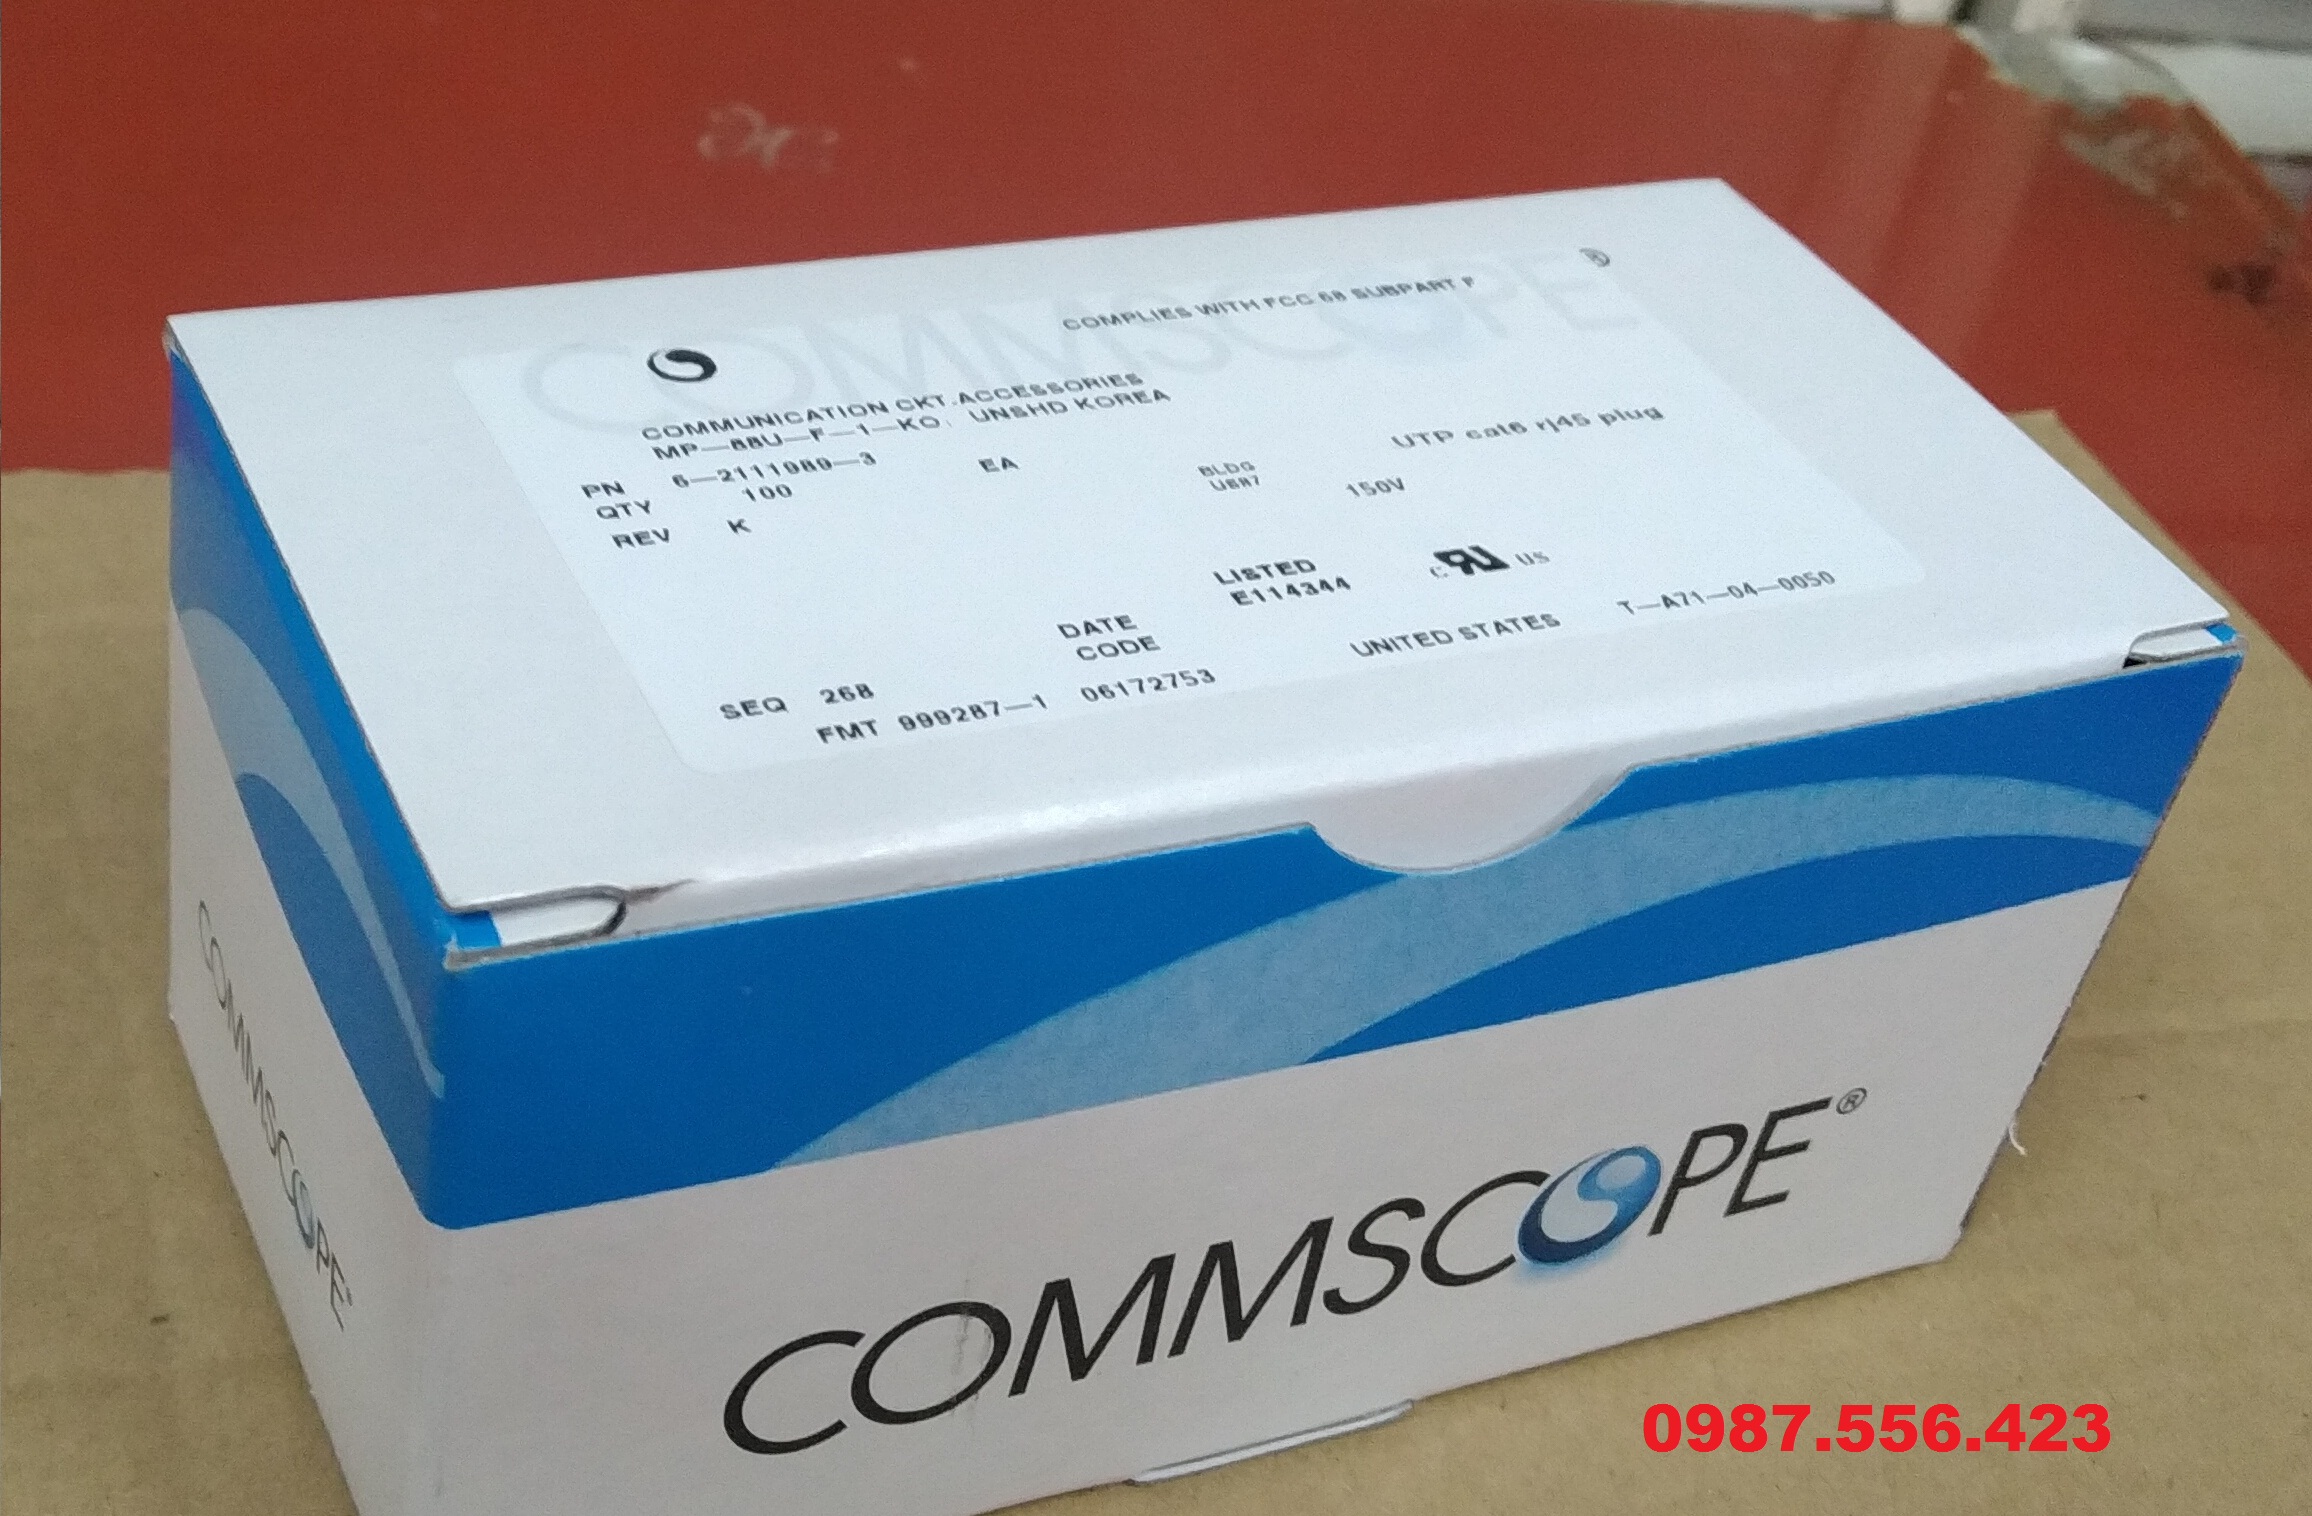 COMMSCOPE ®
COMPLIES WITH FCC 68 SUBPART F
COMMUNICATION CKT ACCESSORIES
MP-88U-F-1-KO, UNSHD KOREA
UTP cat6 rj45 plug
PN 6-2111989-3
QTY 100 EA
BLDG
150V
REV K
LISTED
E114344
C US
DATE
CODE
UNITED STATES T-A71-04-0050
SEQ 268
FMT 999287-1 06172753
COMMSCOPE®
COMMSCOPE®
0987.556.423